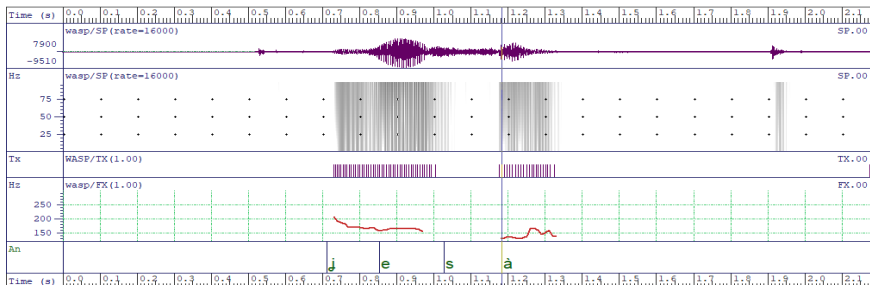 Time (s) 0.0 0.1 0.2 0.3 0.4 0.5 0.6 0.7 0.8 0.9 1.0 1.1 1.2 1.3 1.4 1.5 1.6 1.7 1.8 1.9 2.0 2.1
wasp/SP(rate=16000) SP.00
7900
-9510
Hz wasp/SP(rate=16000) SP.00
75
50
25
Tx WASP/TX(1.00) TX.00
Hz wasp/FX(1.00) FX.00
250
200
150
An
j e s à
Time (s) 0.0 0.1 0.2 0.3 0.4 0.5 0.6 0.7 0.8 0.9 1.0 1.1 1.2 1.3 1.4 1.5 1.6 1.7 1.8 1.9 2.0 2.1